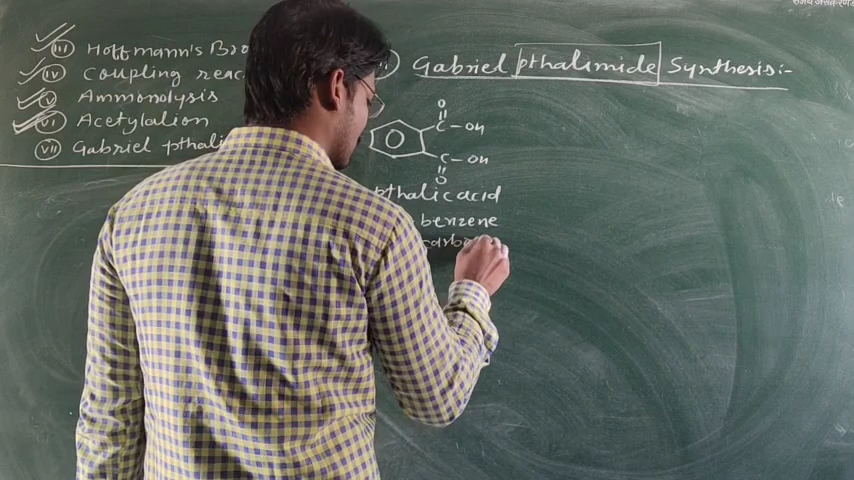 (iii) Hoffmann's Bro
(iv) Coupling reac
(v) Ammonolysis
(vi) Acetylation
(vii) Gabriel pthali
Gabriel pthalimide Synthesis:-
O
C - OH
C - OH
O
pthalic acid
benzene
carbo